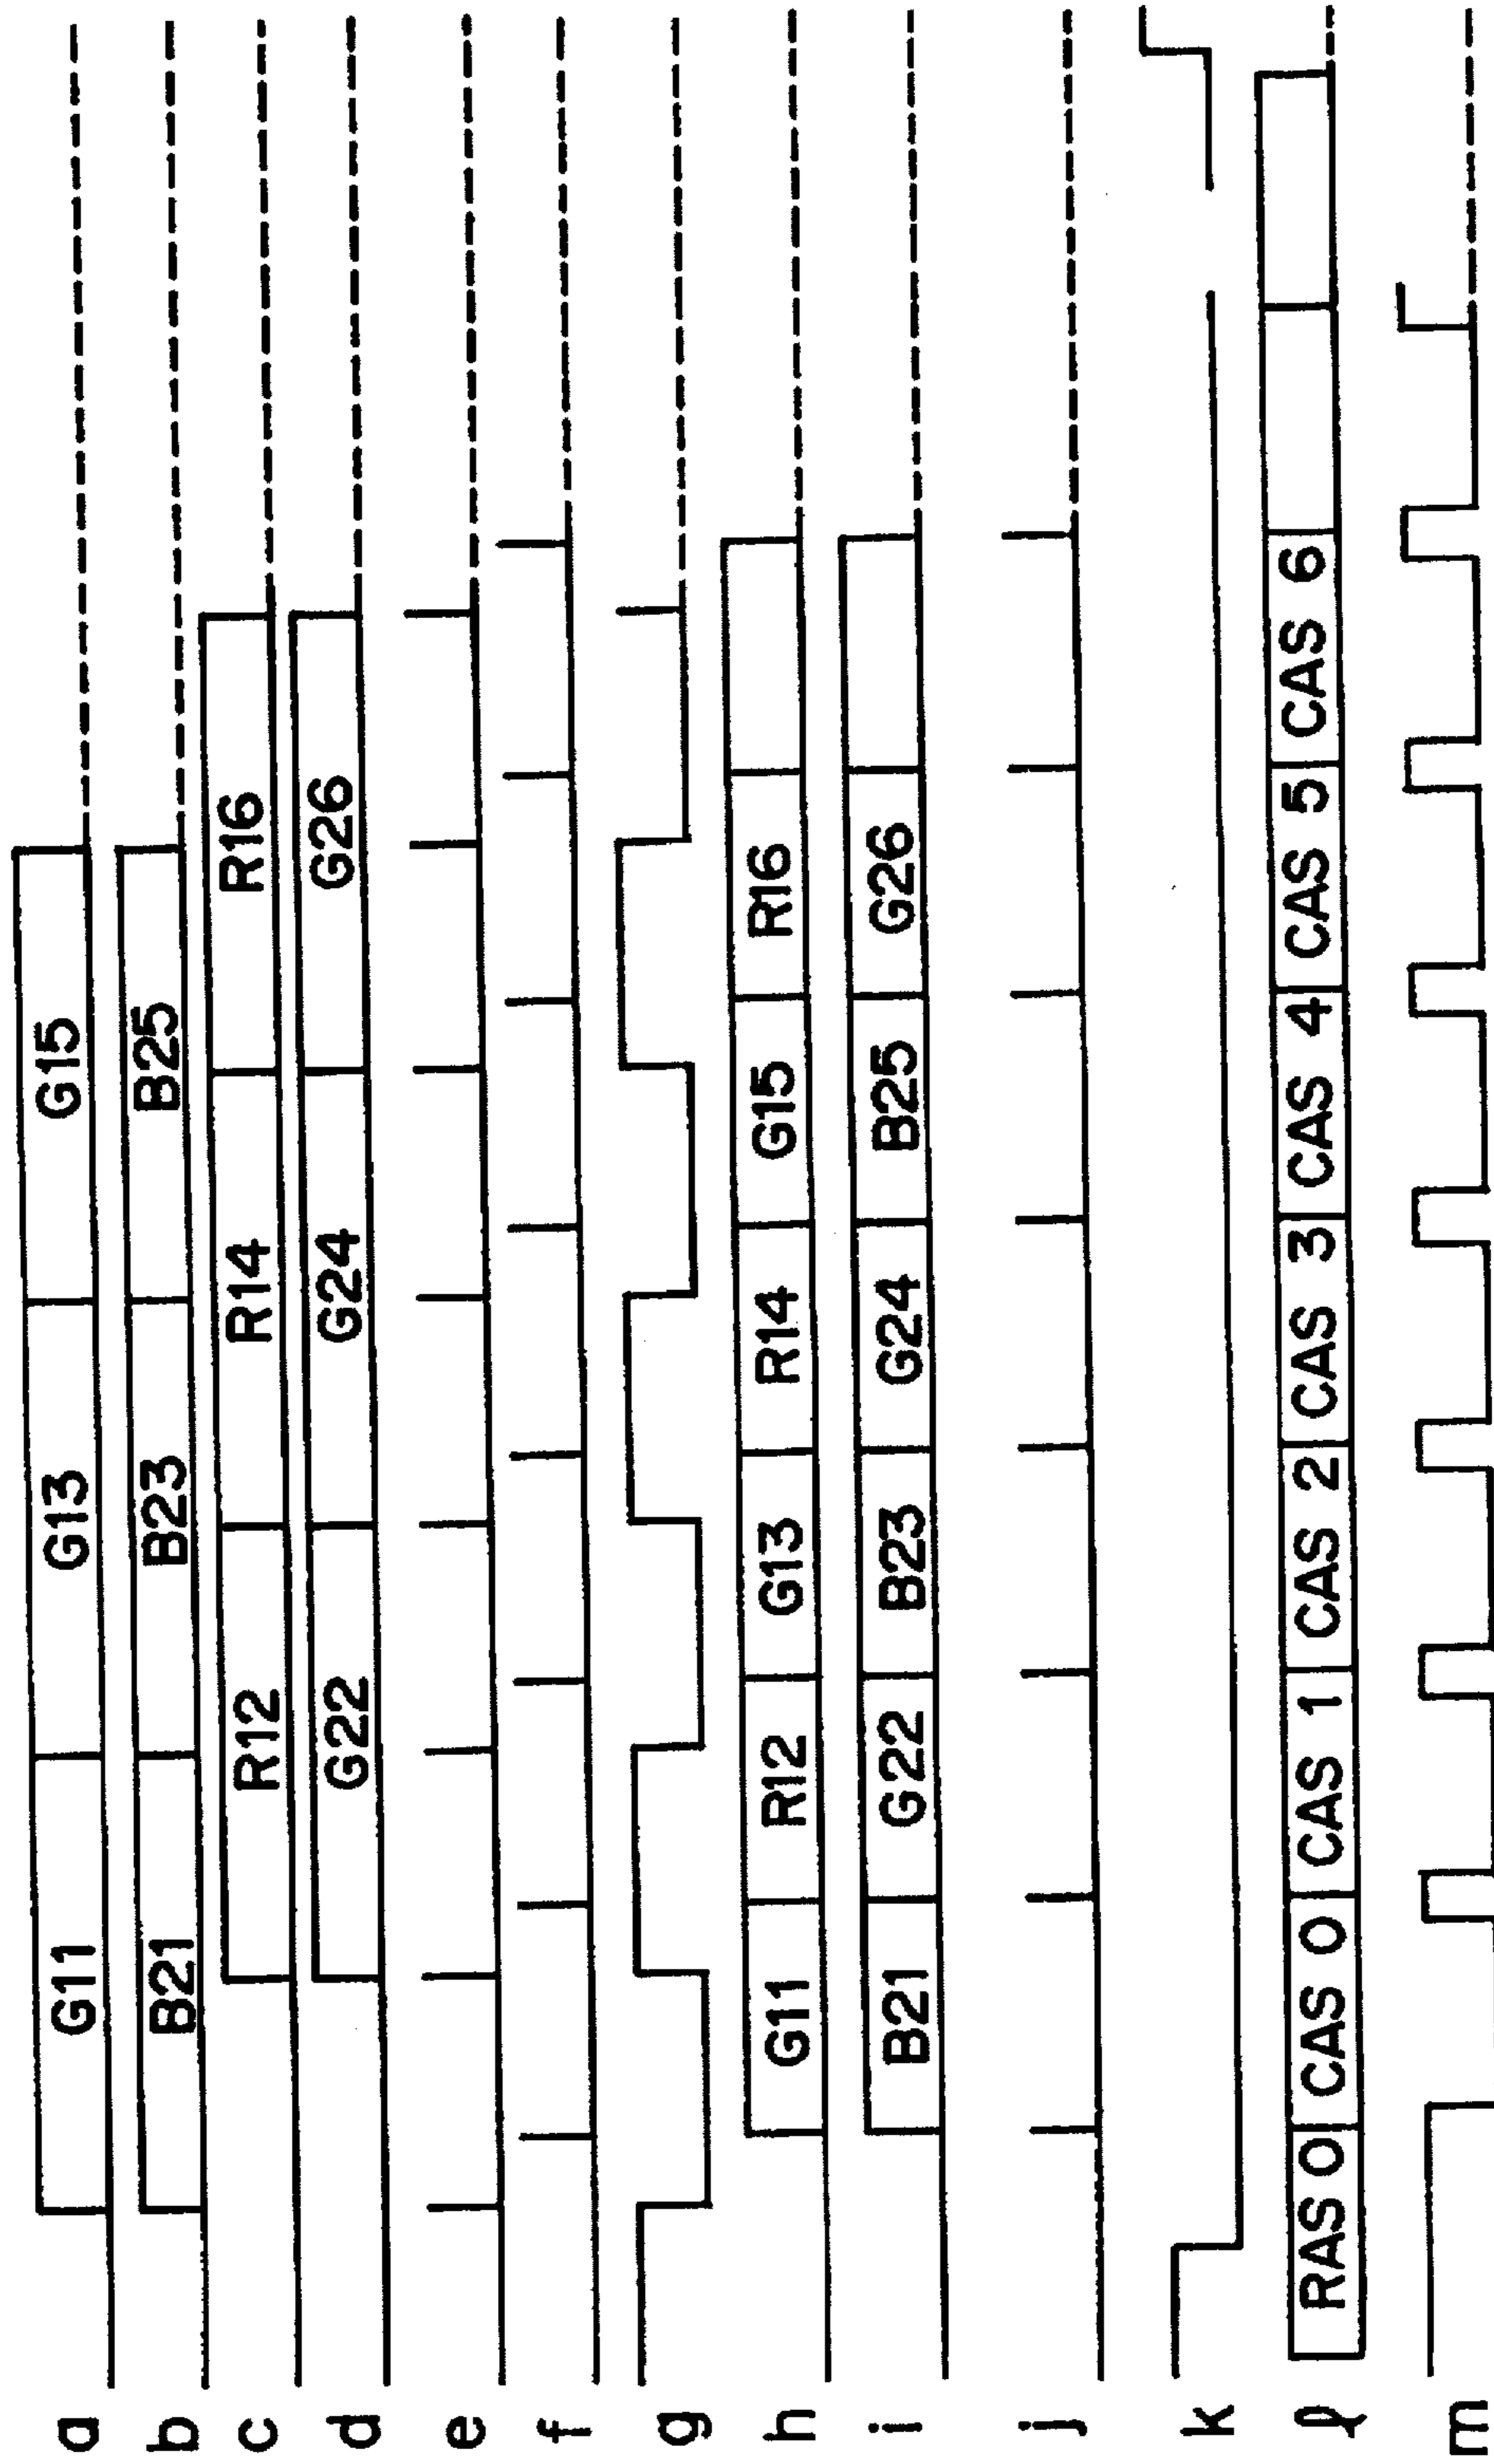 a G11 G13 G15
b B21 B23 B25
c R12 R14 R16
d G22 G24 G26
e
f
g
h G11 R12 G13 R14 G15 R16
i B21 G22 B23 G24 B25 G26
j
k
ℓ RAS 0 CAS 0 CAS 1 CAS 2 CAS 3 CAS 4 CAS 5 CAS 6
m